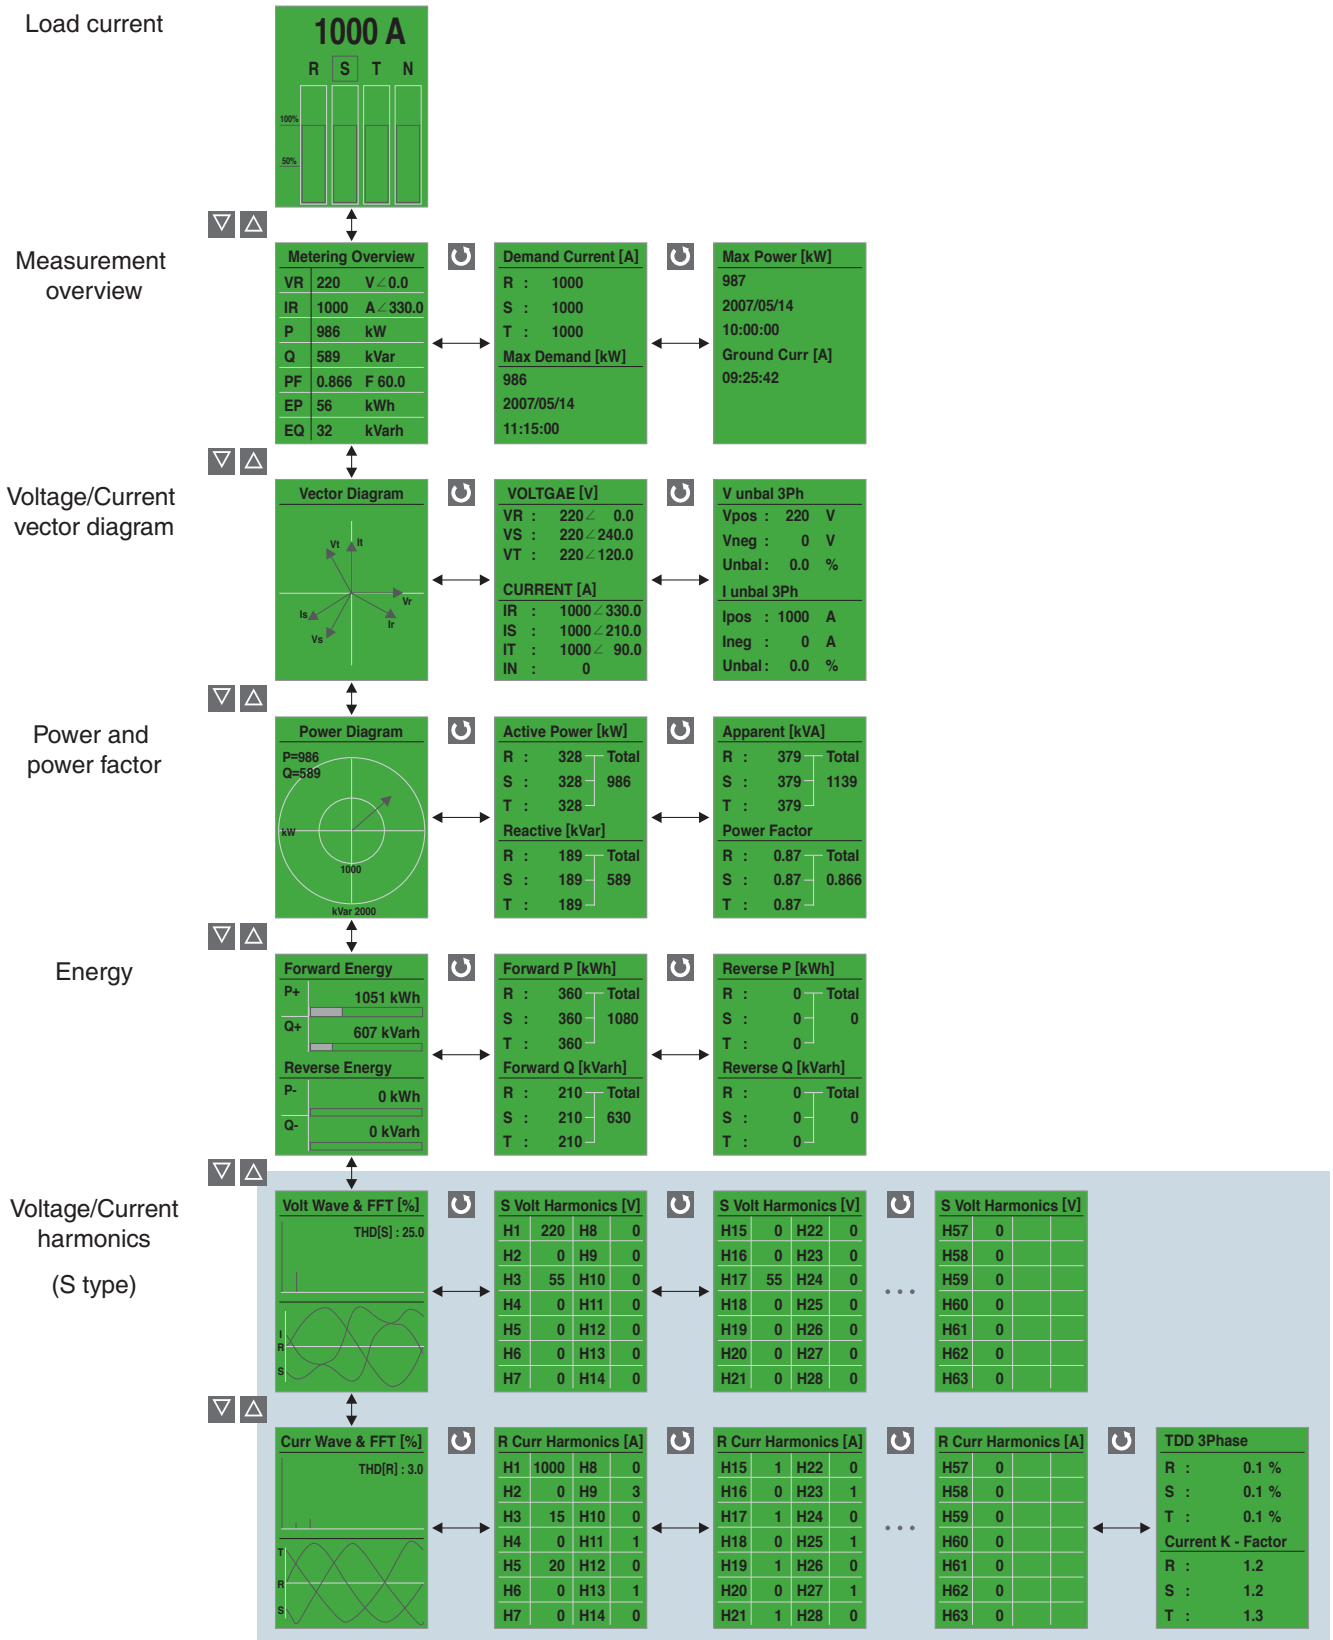 Load current
1000 A
R S T N
100%
50%
Measurement
overview
Metering Overview
VR 220 V∠0.0
IR 1000 A∠330.0
P 986 kW
Q 589 kVar
PF 0.866 F 60.0
EP 56 kWh
EQ 32 kVarh
Demand Current [A]
R : 1000
S : 1000
T : 1000
Max Demand [kW]
986
2007/05/14
11:15:00
Max Power [kW]
987
2007/05/14
10:00:00
Ground Curr [A]
09:25:42
Voltage/Current
vector diagram
Vector Diagram
Vt It
Vr
Is
Ir
Vs
VOLTGAE [V]
VR : 220∠ 0.0
VS : 220∠240.0
VT : 220∠120.0
CURRENT [A]
IR : 1000∠330.0
IS : 1000∠210.0
IT : 1000∠ 90.0
IN : 0
V unbal 3Ph
Vpos : 220 V
Vneg : 0 V
Unbal : 0.0 %
I unbal 3Ph
Ipos : 1000 A
Ineg : 0 A
Unbal : 0.0 %
Power and
power factor
Power Diagram
P=986
Q=589
kW
1000
kVar 2000
Active Power [kW]
R : 328 Total
S : 328 986
T : 328
Reactive [kVar]
R : 189 Total
S : 189 589
T : 189
Apparent [kVA]
R : 379 Total
S : 379 1139
T : 379
Power Factor
R : 0.87 Total
S : 0.87 0.866
T : 0.87
Energy
Forward Energy
P+ 1051 kWh
Q+ 607 kVarh
Reverse Energy
P- 0 kWh
Q- 0 kVarh
Forward P [kWh]
R : 360 Total
S : 360 1080
T : 360
Forward Q [kVarh]
R : 210 Total
S : 210 630
T : 210
Reverse P [kWh]
R : 0 Total
S : 0 0
T : 0
Reverse Q [kVarh]
R : 0 Total
S : 0 0
T : 0
Voltage/Current
harmonics
(S type)
Volt Wave & FFT [%]
THD[S] : 25.0
I
R
S
S Volt Harmonics [V]
H1 220 H8 0
H2 0 H9 0
H3 55 H10 0
H4 0 H11 0
H5 0 H12 0
H6 0 H13 0
H7 0 H14 0
S Volt Harmonics [V]
H15 0 H22 0
H16 0 H23 0
H17 55 H24 0
H18 0 H25 0
H19 0 H26 0
H20 0 H27 0
H21 0 H28 0
. . .
S Volt Harmonics [V]
H57 0
H58 0
H59 0
H60 0
H61 0
H62 0
H63 0
Curr Wave & FFT [%]
THD[R] : 3.0
T
R
S
R Curr Harmonics [A]
H1 1000 H8 0
H2 0 H9 3
H3 15 H10 0
H4 0 H11 1
H5 20 H12 0
H6 0 H13 1
H7 0 H14 0
R Curr Harmonics [A]
H15 1 H22 0
H16 0 H23 1
H17 1 H24 0
H18 0 H25 1
H19 1 H26 0
H20 0 H27 1
H21 1 H28 0
. . .
R Curr Harmonics [A]
H57 0
H58 0
H59 0
H60 0
H61 0
H62 0
H63 0
TDD 3Phase
R : 0.1 %
S : 0.1 %
T : 0.1 %
Current K - Factor
R : 1.2
S : 1.2
T : 1.3